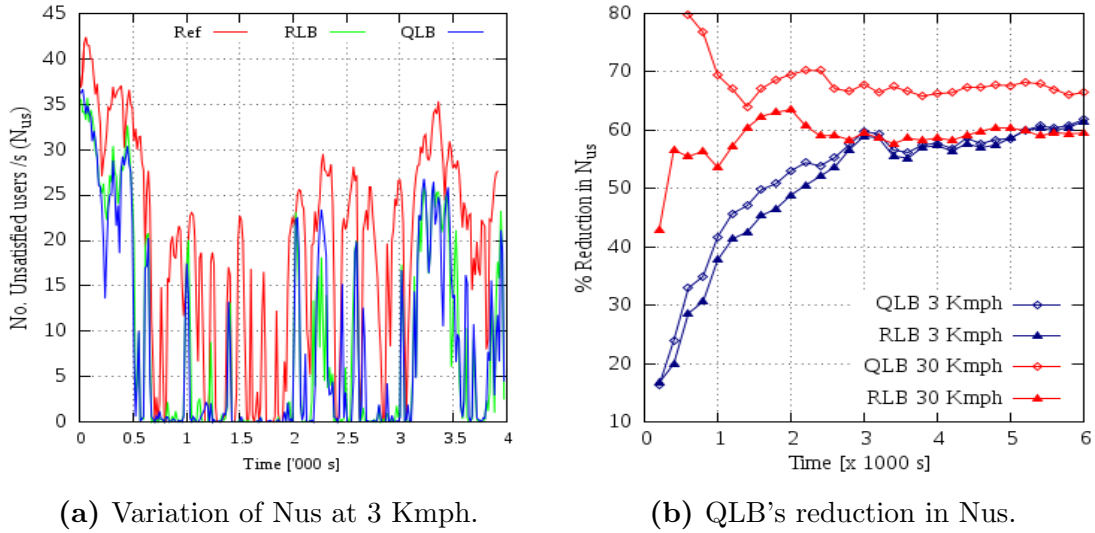 45
40
35
30
25
20
15
10
5
0
No. Unsatisfied users /s (N_us)
Ref RLB QLB
0 0.5 1 1.5 2 2.5 3 3.5 4
Time ['000 s]
(a) Variation of Nus at 3 Kmph.
80
70
60
50
40
30
20
10
% Reduction in N_us
QLB 3 Kmph
RLB 3 Kmph
QLB 30 Kmph
RLB 30 Kmph
0 1 2 3 4 5 6
Time [x 1000 s]
(b) QLB's reduction in Nus.